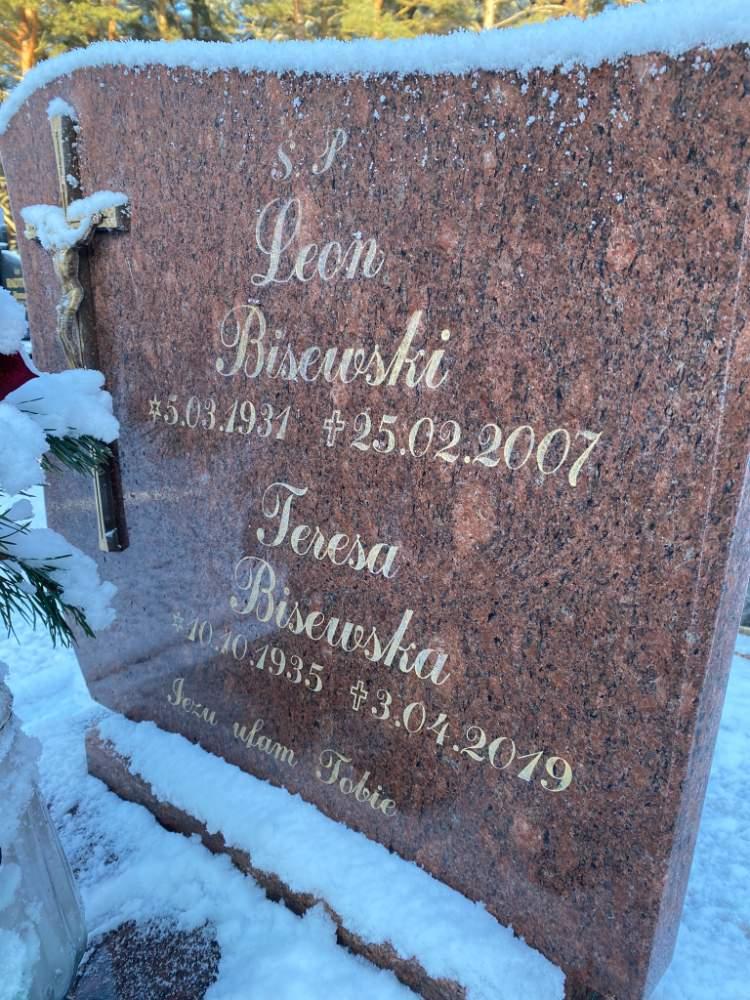 Ś. P.
Leon
Bisewski
*5.03.1931 ✝25.02.2007
Teresa
Bisewska
*10.10.1935 ✝3.04.2019
Jezu ufam Tobie